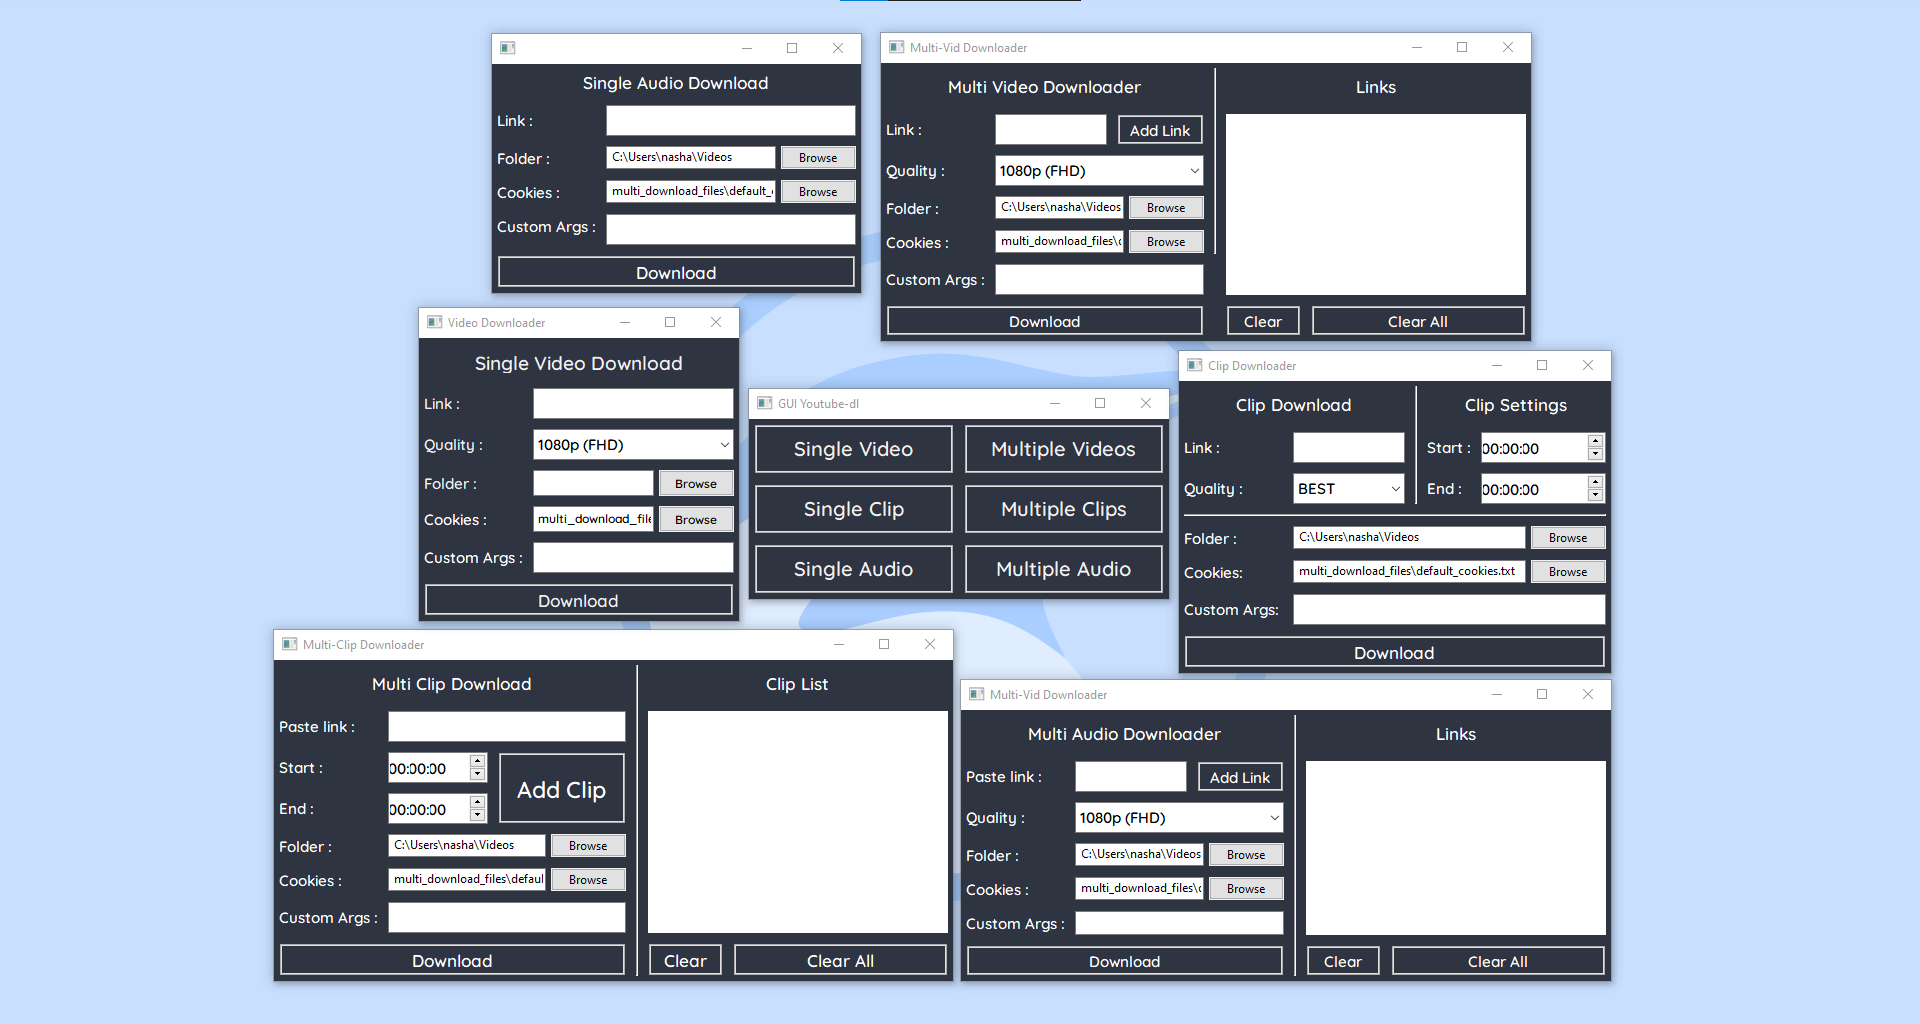 Single Audio Download
Link :
Folder :
C:\Users\nasha\Videos
Browse
Cookies :
multi_download_files\default_
Browse
Custom Args :
Download
Multi-Vid Downloader
Multi Video Downloader
Links
Link :
Add Link
Quality :
1080p (FHD)
Folder :
C:\Users\nasha\Videos
Browse
Cookies :
multi_download_files\
Browse
Custom Args :
Download
Clear
Clear All
Video Downloader
Single Video Download
Link :
Quality :
1080p (FHD)
Folder :
Browse
Cookies :
multi_download_file
Browse
Custom Args :
Download
GUI Youtube-dl
Single Video
Multiple Videos
Single Clip
Multiple Clips
Single Audio
Multiple Audio
Clip Downloader
Clip Download
Clip Settings
Link :
Start :
00:00:00
Quality :
BEST
End :
00:00:00
Folder :
C:\Users\nasha\Videos
Browse
Cookies:
multi_download_files\default_cookies.txt
Browse
Custom Args:
Download
Multi-Clip Downloader
Multi Clip Download
Clip List
Paste link :
Start :
00:00:00
Add Clip
End :
00:00:00
Folder :
C:\Users\nasha\Videos
Browse
Cookies :
multi_download_files\defaul
Browse
Custom Args :
Download
Clear
Clear All
Multi-Vid Downloader
Multi Audio Downloader
Links
Paste link :
Add Link
Quality :
1080p (FHD)
Folder :
C:\Users\nasha\Videos
Browse
Cookies :
multi_download_files\
Browse
Custom Args :
Download
Clear
Clear All